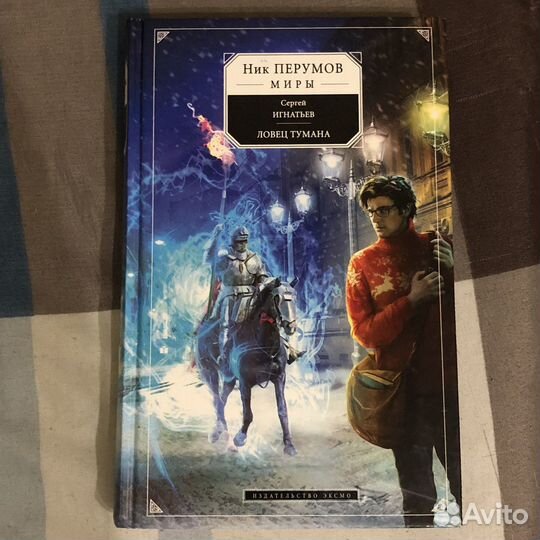 Ник ПЕРУМОВ
МИРЫ
Сергей
ИГНАТЬЕВ
ЛОВЕЦ ТУМАНА
ИЗДАТЕЛЬСТВО ЭКСМО
Avito